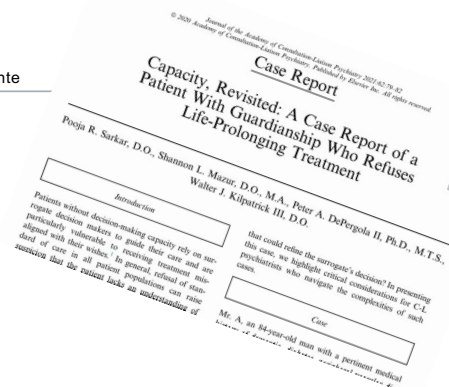 nte
© 2020 Academy of Consultation-Liaison Psychiatry. Published by Elsevier Inc. All rights reserved.
Journal of the Academy of Consultation-Liaison Psychiatry 2021:62:76-82
Case Report
Capacity, Revisited: A Case Report of a
Patient With Guardianship Who Refuses
Life-Prolonging Treatment
Pooja R. Sarkar, D.O., Shannon L. Mazur, D.O., M.A., Peter A. DePergola II, Ph.D., M.T.S.,
Walter J. Kilpatrick III, D.O.
Introduction
Patients without decision-making capacity rely on sur-
rogate decision makers to guide their care and are
particularly vulnerable to receiving treatment mis-
aligned with their wishes.¹ In general, refusal of stan-
dard of care in all patient populations can raise
suspicion that the patient lacks an understanding of
that could refine the surrogate's decision? In presenting
this case, we highlight critical considerations for C-L
psychiatrists who navigate the complexities of such
cases.
Case
Mr. A, an 84-year-old man with a pertinent medical